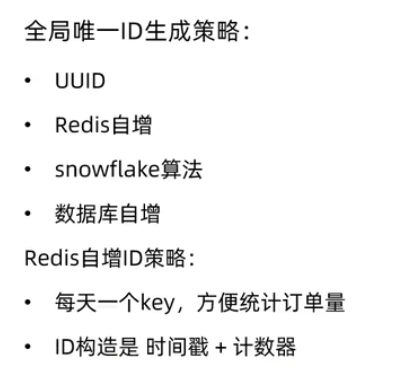 全局唯一ID生成策略：
• UUID
• Redis自增
• snowflake算法
• 数据库自增
Redis自增ID策略：
• 每天一个key，方便统计订单量
• ID构造是 时间戳 + 计数器